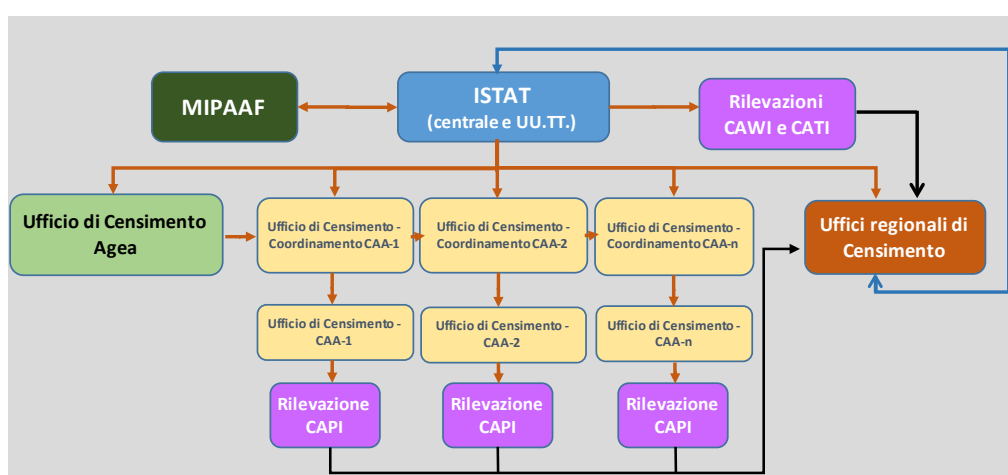 MIPAAF
ISTAT
(centrale e UU.TT.)
Rilevazioni
CAWI e CATI
Ufficio di Censimento
Agea
Ufficio di Censimento -
Coordinamento CAA-1
Ufficio di Censimento -
Coordinamento CAA-2
Ufficio di Censimento -
Coordinamento CAA-n
Uffici regionali di
Censimento
Ufficio di Censimento -
CAA-1
Ufficio di Censimento -
CAA-2
Ufficio di Censimento -
CAA-n
Rilevazione
CAPI
Rilevazione
CAPI
Rilevazione
CAPI